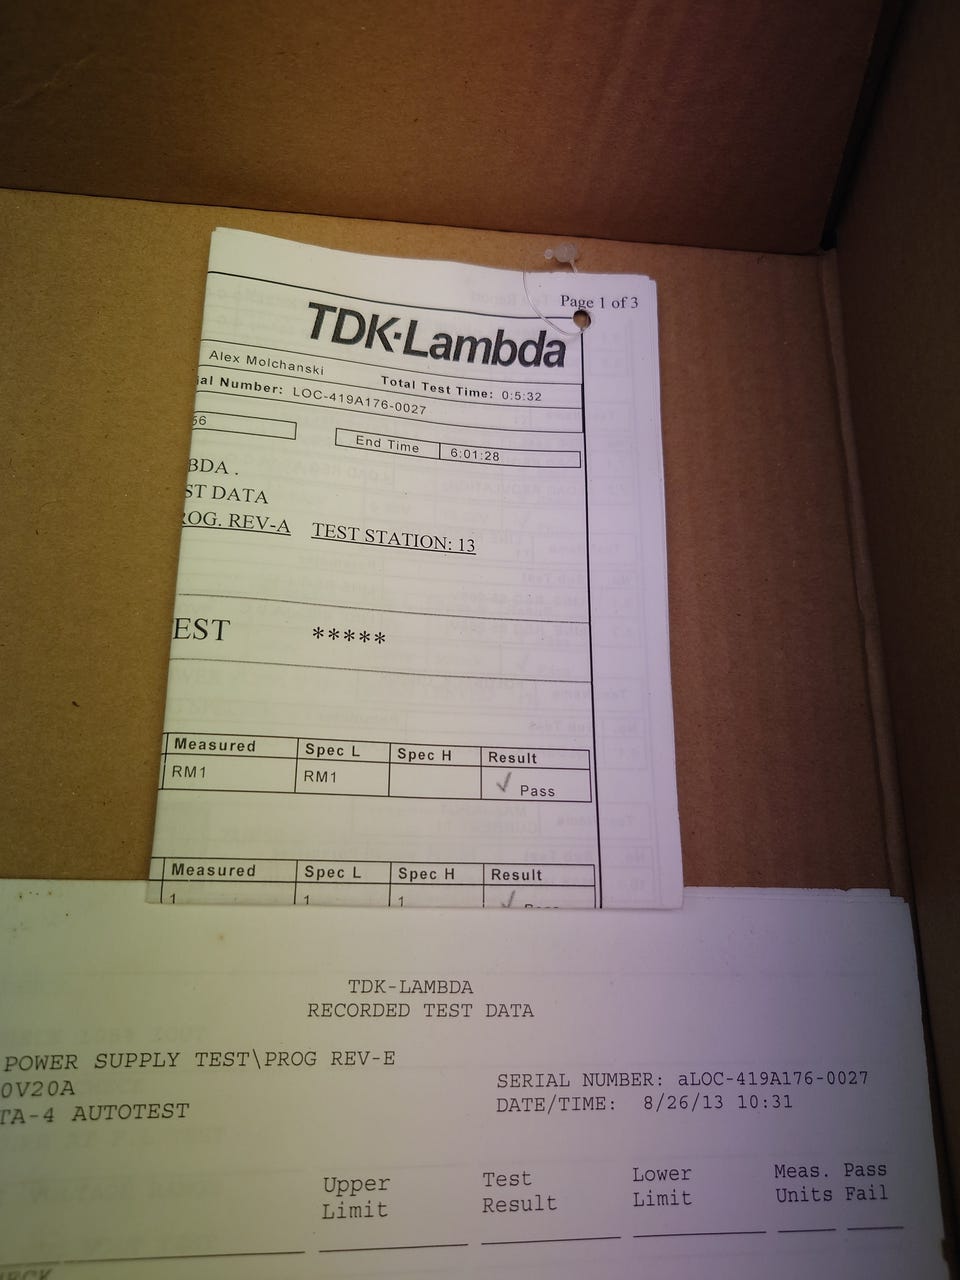 Page 1 of 3
TDK·Lambda
Alex Molchanski Total Test Time: 0:5:32
ial Number: LOC-419A176-0027
56 End Time 6:01:28
BDA .
ST DATA
ROG. REV-A TEST STATION: 13
EST *****
Measured Spec L Spec H Result
RM1 RM1 Pass
Measured Spec L Spec H Result
1 1 1 Pass
TDK-LAMBDA
RECORDED TEST DATA
POWER SUPPLY TEST\PROG REV-E
0V20A SERIAL NUMBER: aLOC-419A176-0027
TA-4 AUTOTEST DATE/TIME: 8/26/13 10:31
Upper Test Lower Meas. Pass
Limit Result Limit Units Fail